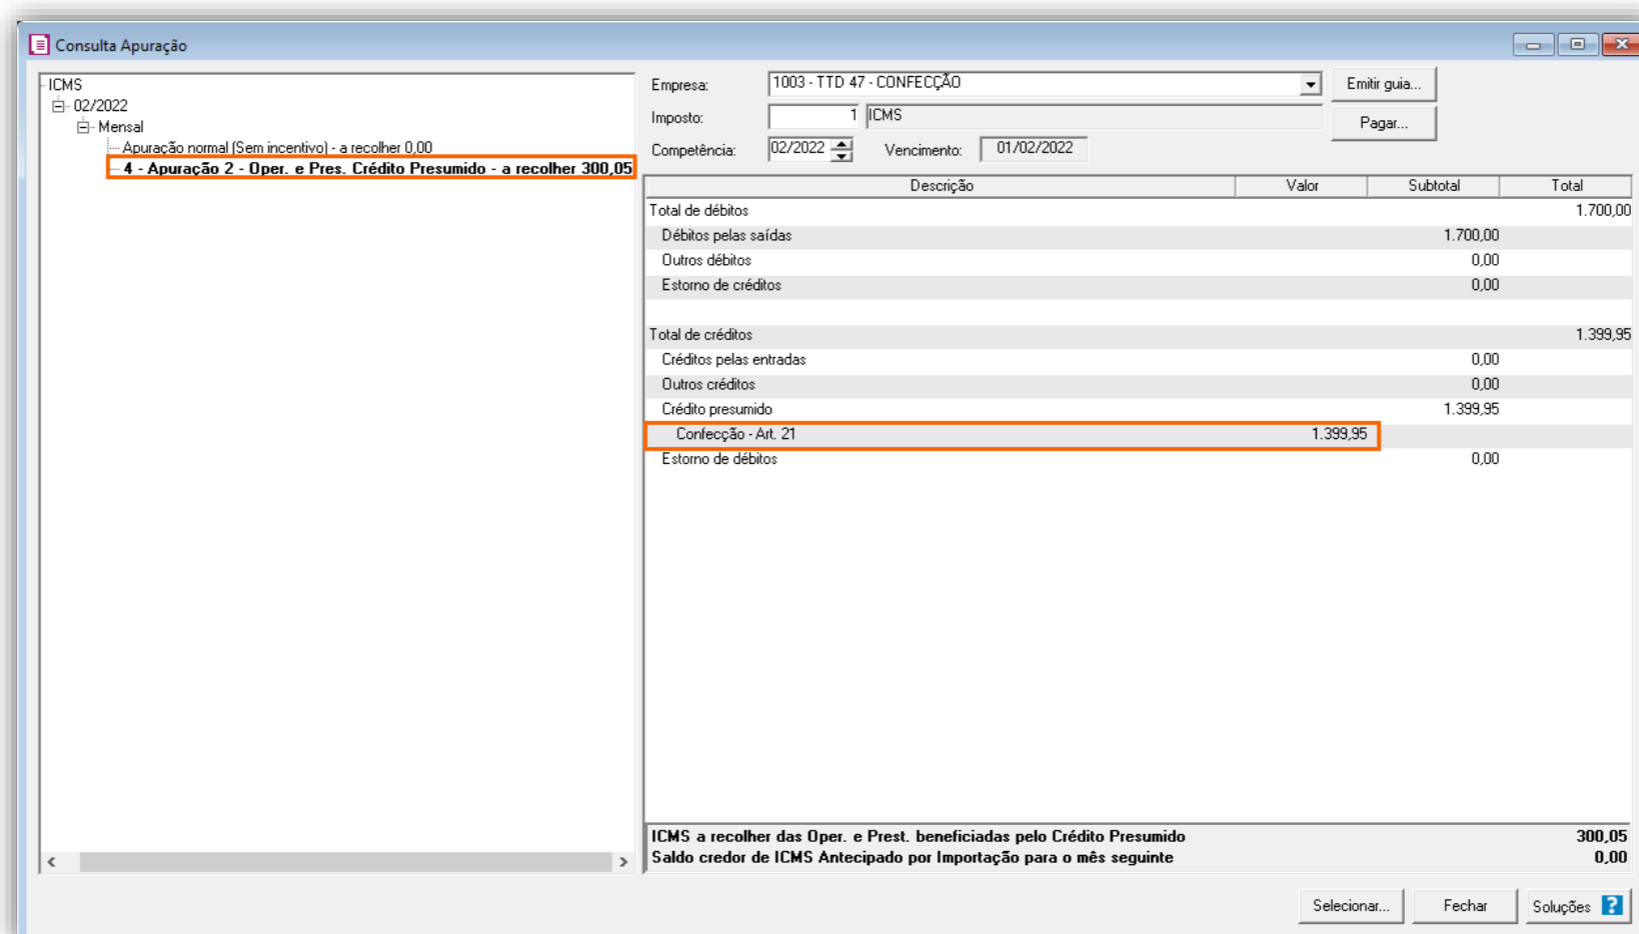 Consulta Apuração
ICMS
02/2022
Mensal
Apuração normal (Sem incentivo) - a recolher 0,00
4 - Apuração 2 - Oper. e Pres. Crédito Presumido - a recolher 300,05
Empresa: 1003 - TTD 47 - CONFECÇÃO Emitir guia...
Imposto: 1 ICMS Pagar...
Competência: 02/2022 Vencimento: 01/02/2022
Descrição Valor Subtotal Total
Total de débitos 1.700,00
Débitos pelas saídas 1.700,00
Outros débitos 0,00
Estorno de créditos 0,00
Total de créditos 1.399,95
Créditos pelas entradas 0,00
Outros créditos 0,00
Crédito presumido 1.399,95
Confecção - Art. 21 1.399,95
Estorno de débitos 0,00
ICMS a recolher das Oper. e Prest. beneficiadas pelo Crédito Presumido 300,05
Saldo credor de ICMS Antecipado por Importação para o mês seguinte 0,00
Selecionar... Fechar Soluções ?